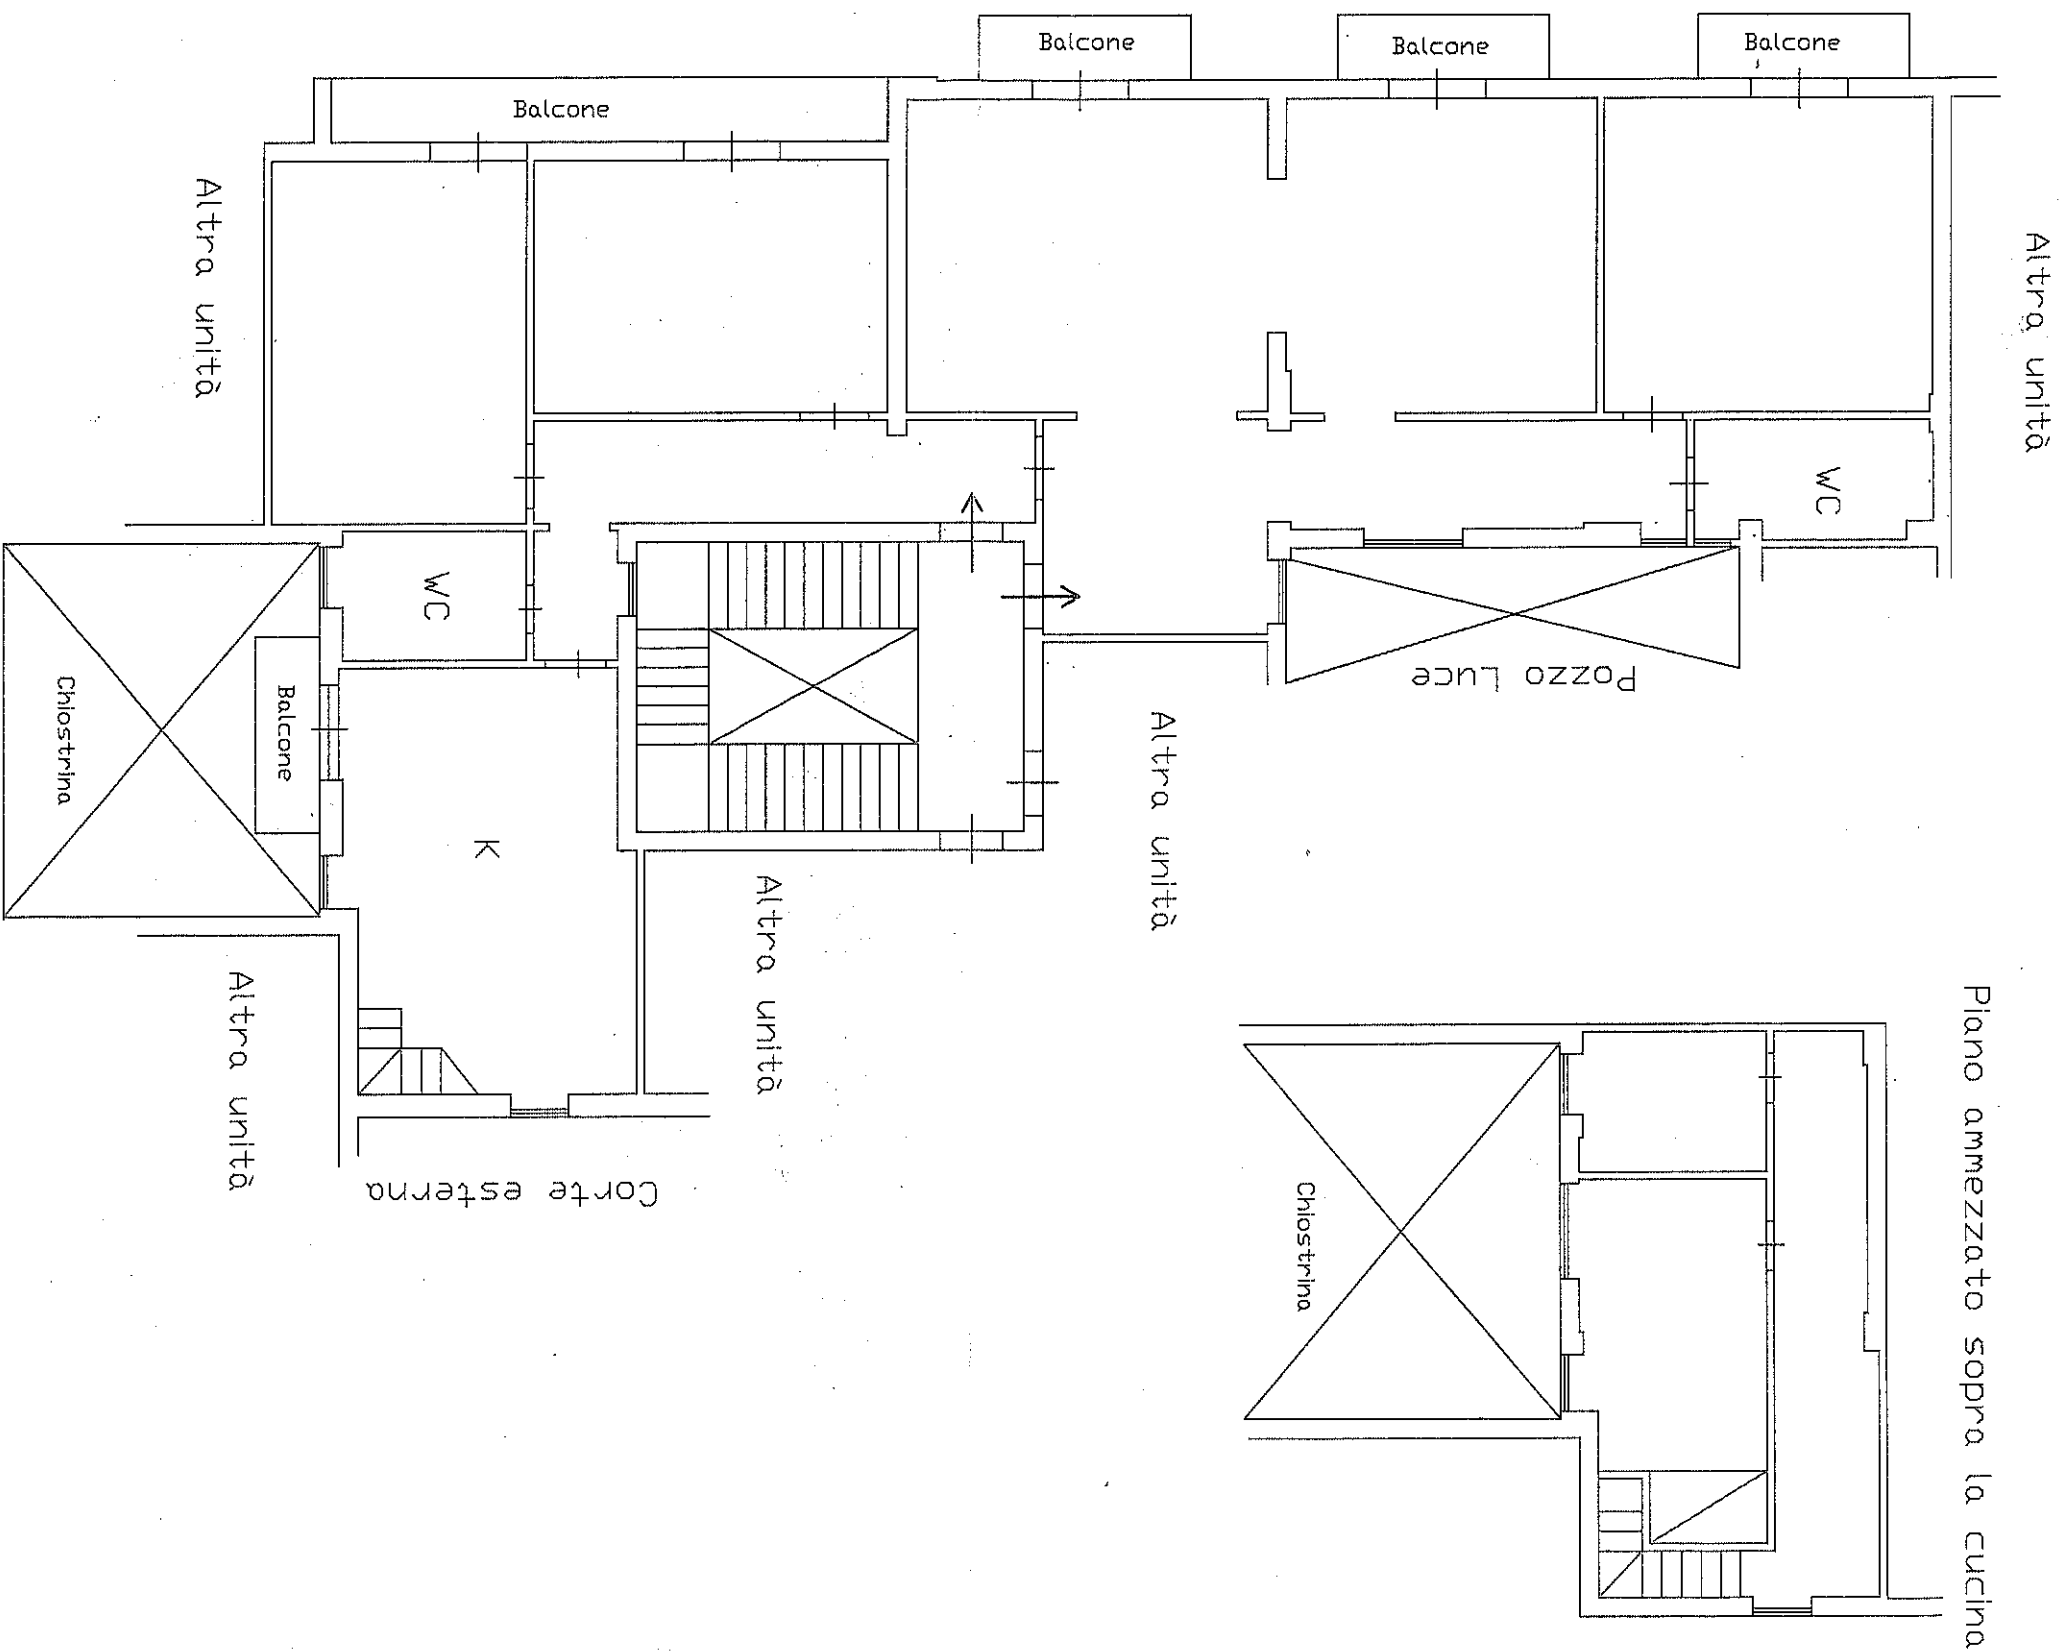 Balcone
Balcone
Balcone
Balcone
Altra unità
Altra unità
WC
WC
Pozzo Luce
Chiostrina
Balcone
K
Altra unità
Altra unità
Altra unità
Corte esterna
Piano ammezzato sopra la cucina
Chiostrina